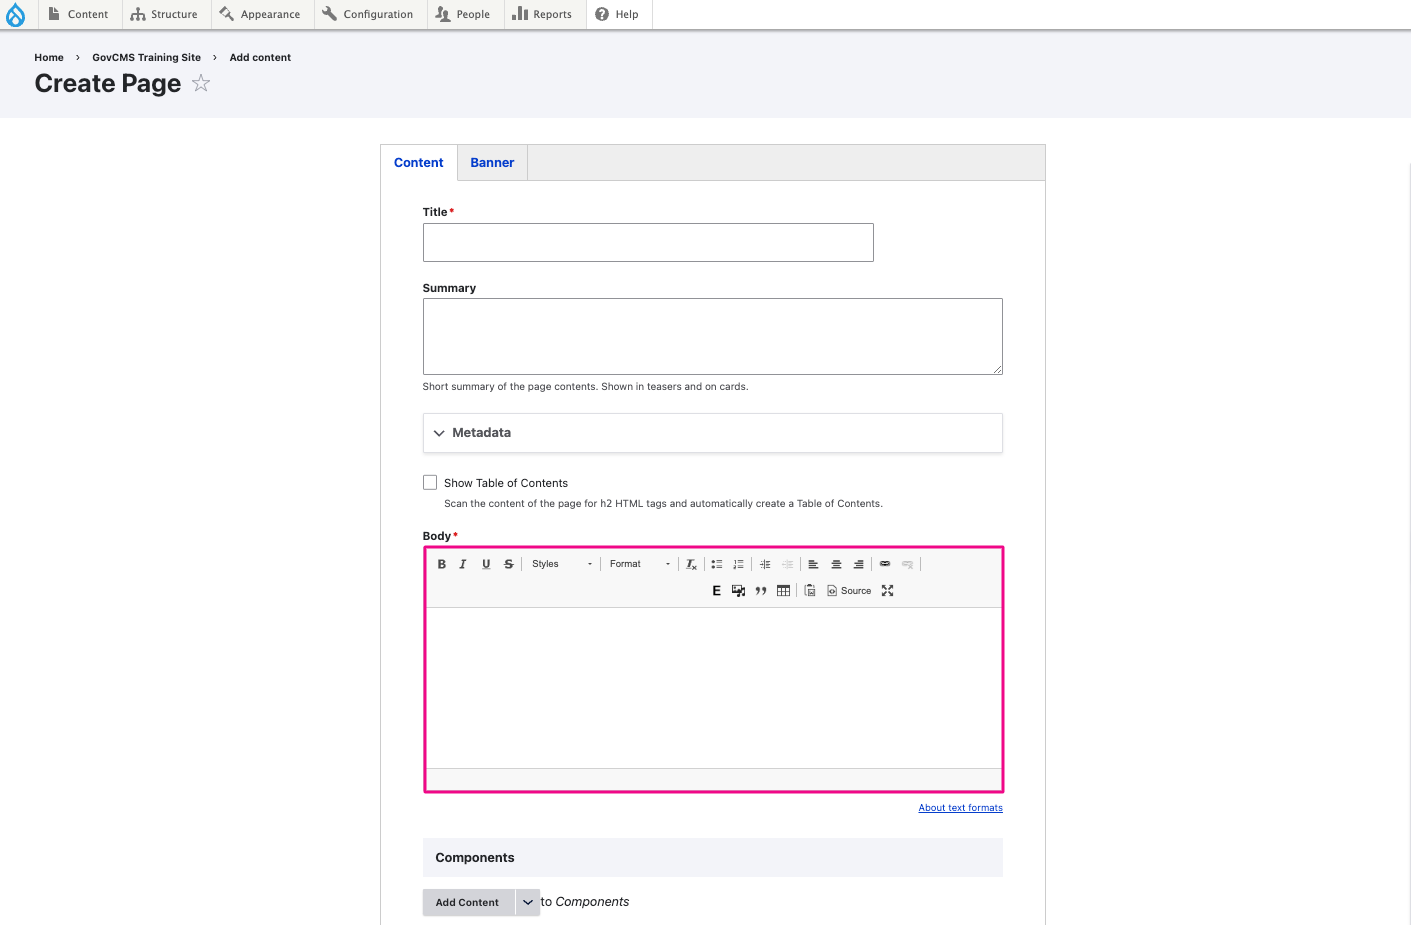 Content Structure Appearance Configuration People Reports Help
Home › GovCMS Training Site › Add content
Create Page
Content Banner
Title*
Summary
Short summary of the page contents. Shown in teasers and on cards.
Metadata
Show Table of Contents
Scan the content of the page for h2 HTML tags and automatically create a Table of Contents.
Body*
B I U S Styles Format Tx
E Source
About text formats
Components
Add Content to Components